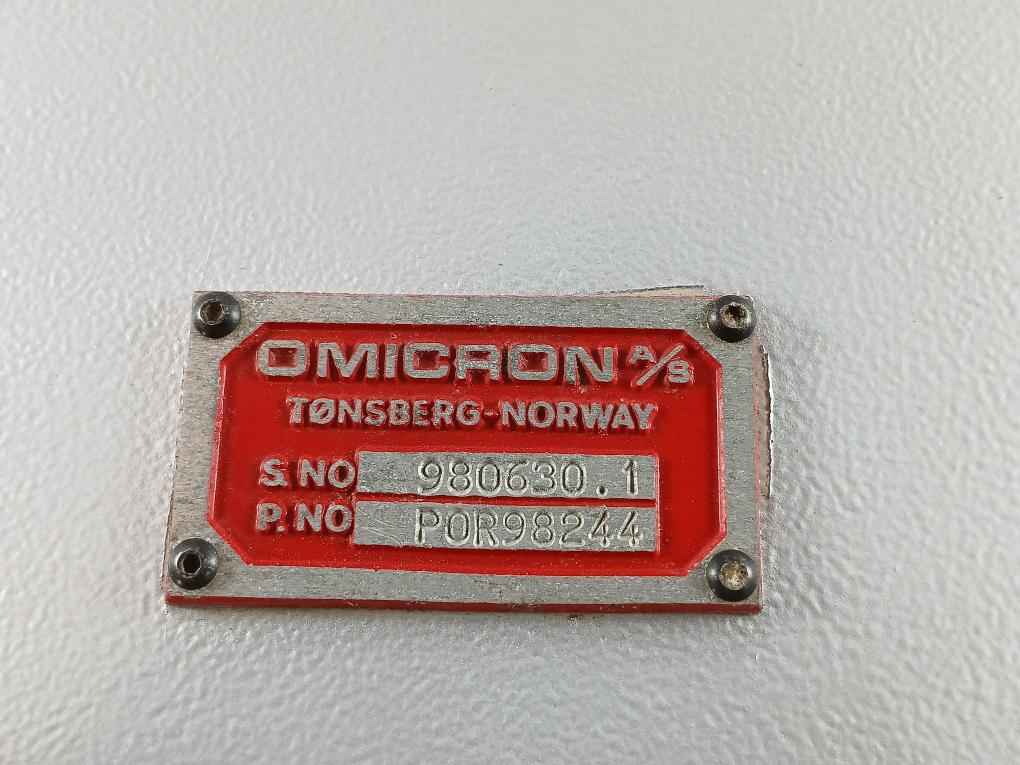 OMICRON A/S
TØNSBERG-NORWAY
S.NO 980630.1
P.NO POR98244